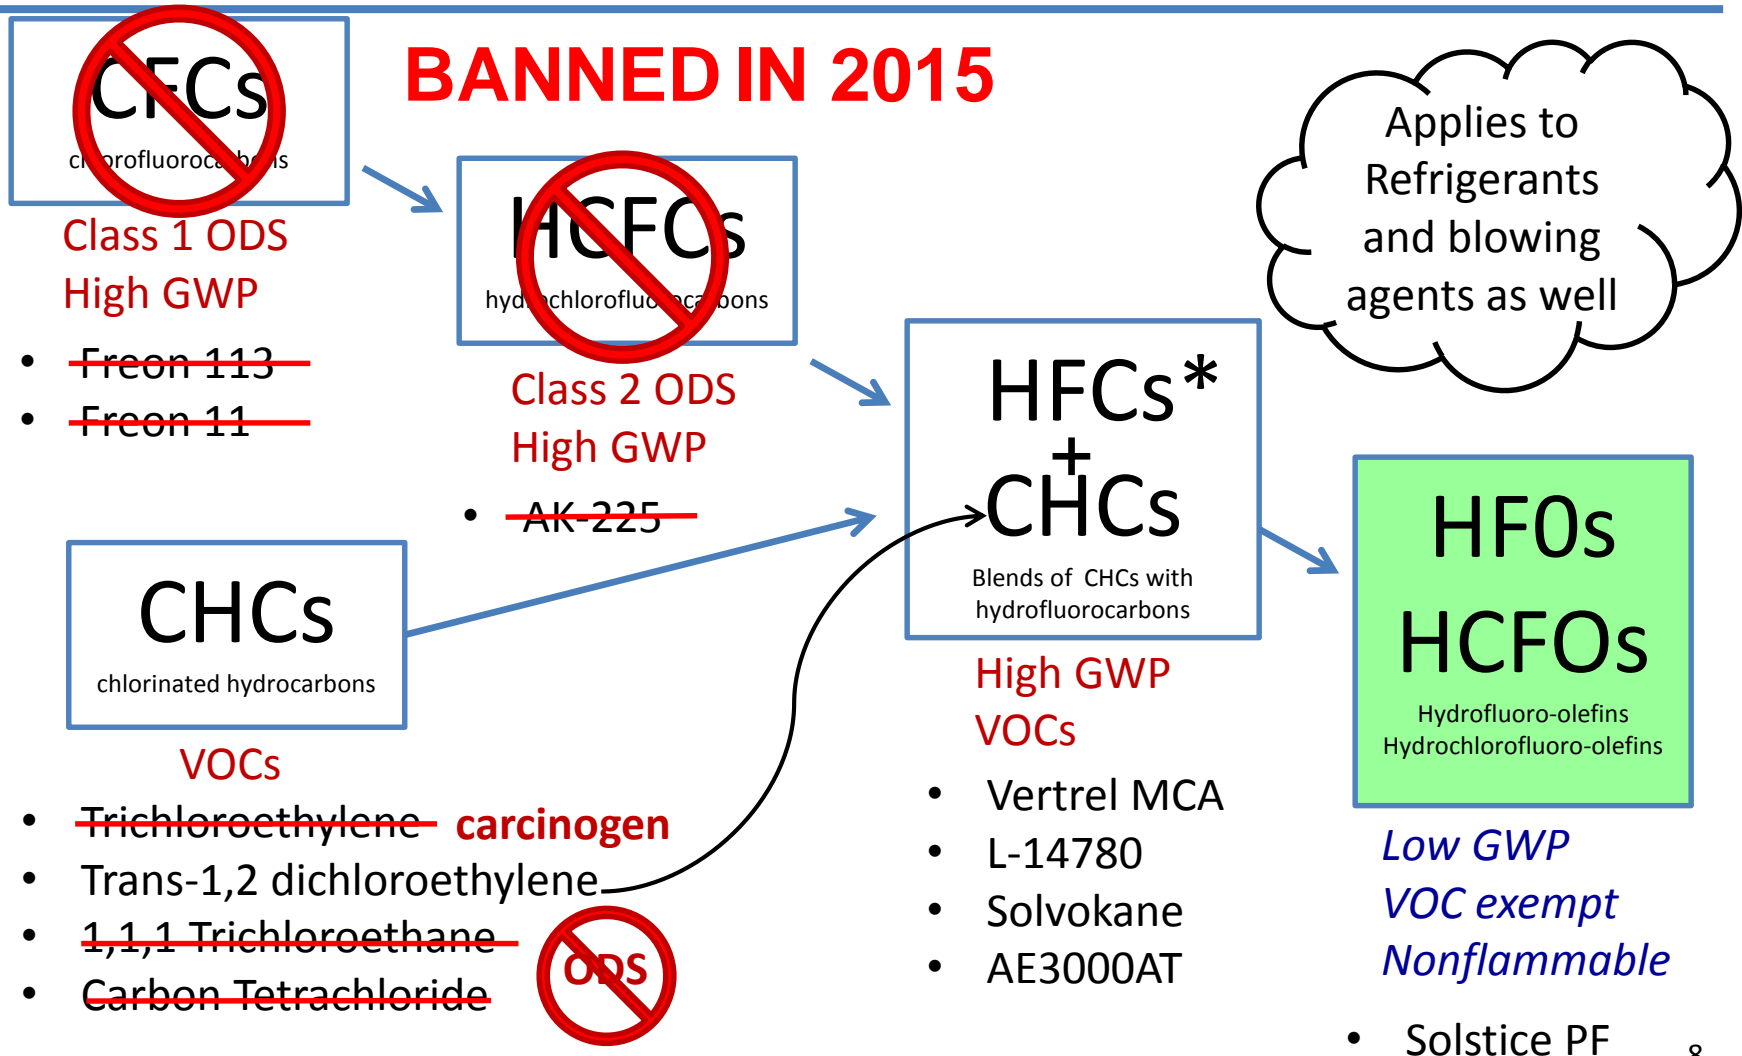 CFCs
chlorofluorocarbons
Class 1 ODS
High GWP
• Freon 113
• Freon 11
BANNED IN 2015
HCFCs
hydrochlorofluorocarbons
Class 2 ODS
High GWP
• AK-225
Applies to
Refrigerants
and blowing
agents as well
CHCs
chlorinated hydrocarbons
VOCs
• Trichloroethylene carcinogen
• Trans-1,2 dichloroethylene
• 1,1,1 Trichloroethane
• Carbon Tetrachloride
ODS
HFCs*
+
CHCs
Blends of CHCs with
hydrofluorocarbons
High GWP
VOCs
• Vertrel MCA
• L-14780
• Solvokane
• AE3000AT
HF0s
HCFOs
Hydrofluoro-olefins
Hydrochlorofluoro-olefins
Low GWP
VOC exempt
Nonflammable
• Solstice PF
8